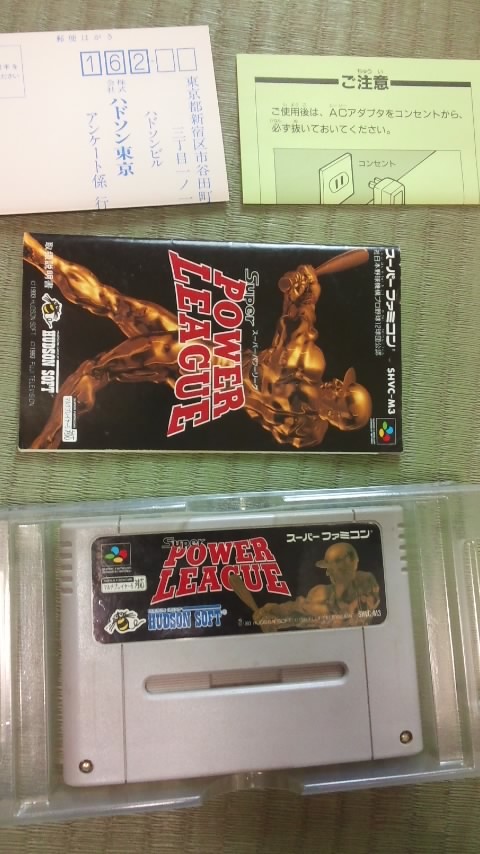 郵便はがき
162
東京都新宿区市谷田町
三丁目一ノ一
ハドソンビル
株式会社 ハドソン東京
アンケート係 行
ご注意
ちゅうい
ご使用後は、ACアダプタをコンセントから、
必ず抜いておいてください。
コンセント
スーパーファミコン
SHVC-M3
Super スーパーパワーリーグ
POWER
LEAGUE
取扱説明書
HUDSON SOFT
Super
POWER
LEAGUE
スーパーファミコン
HUDSON SOFT
SHVC-M3